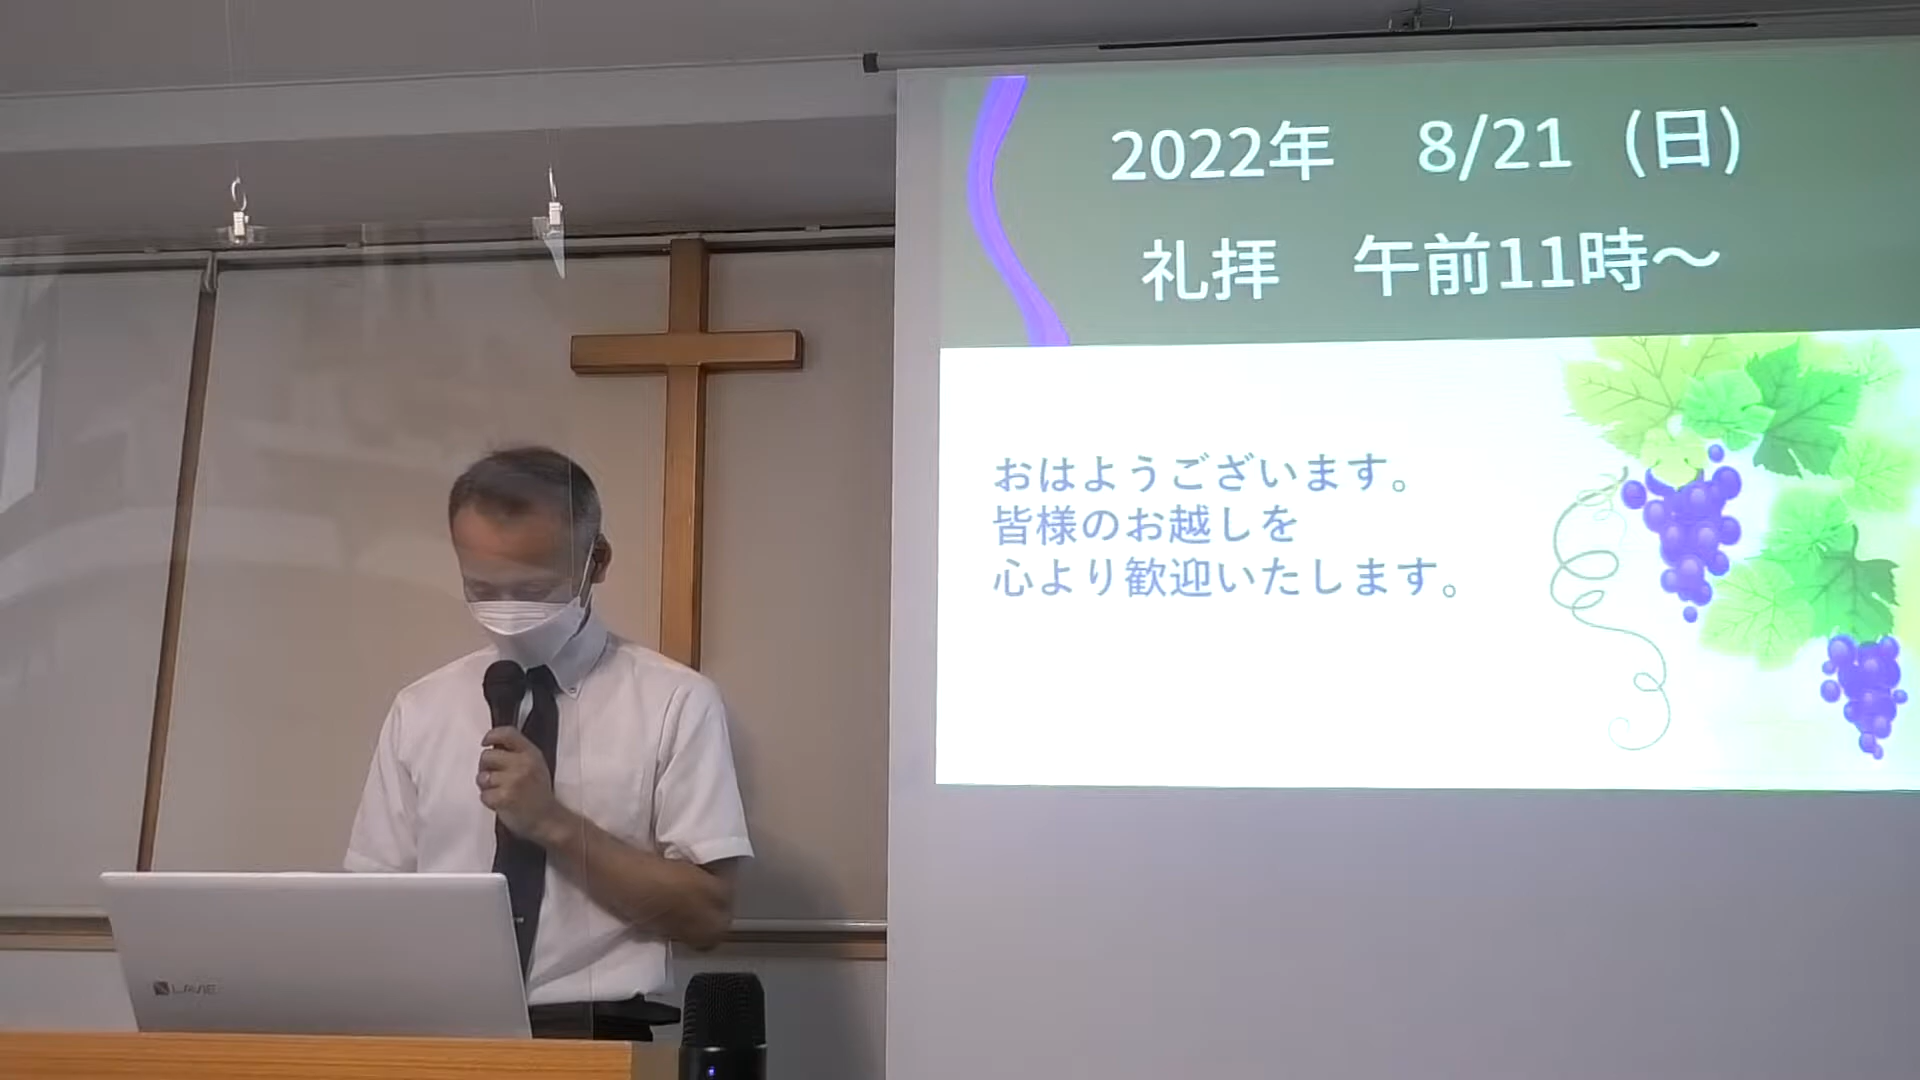 2022年　8/21（日）
礼拝　午前11時～
おはようございます。
皆様のお越しを
心より歓迎いたします。
LAVIE